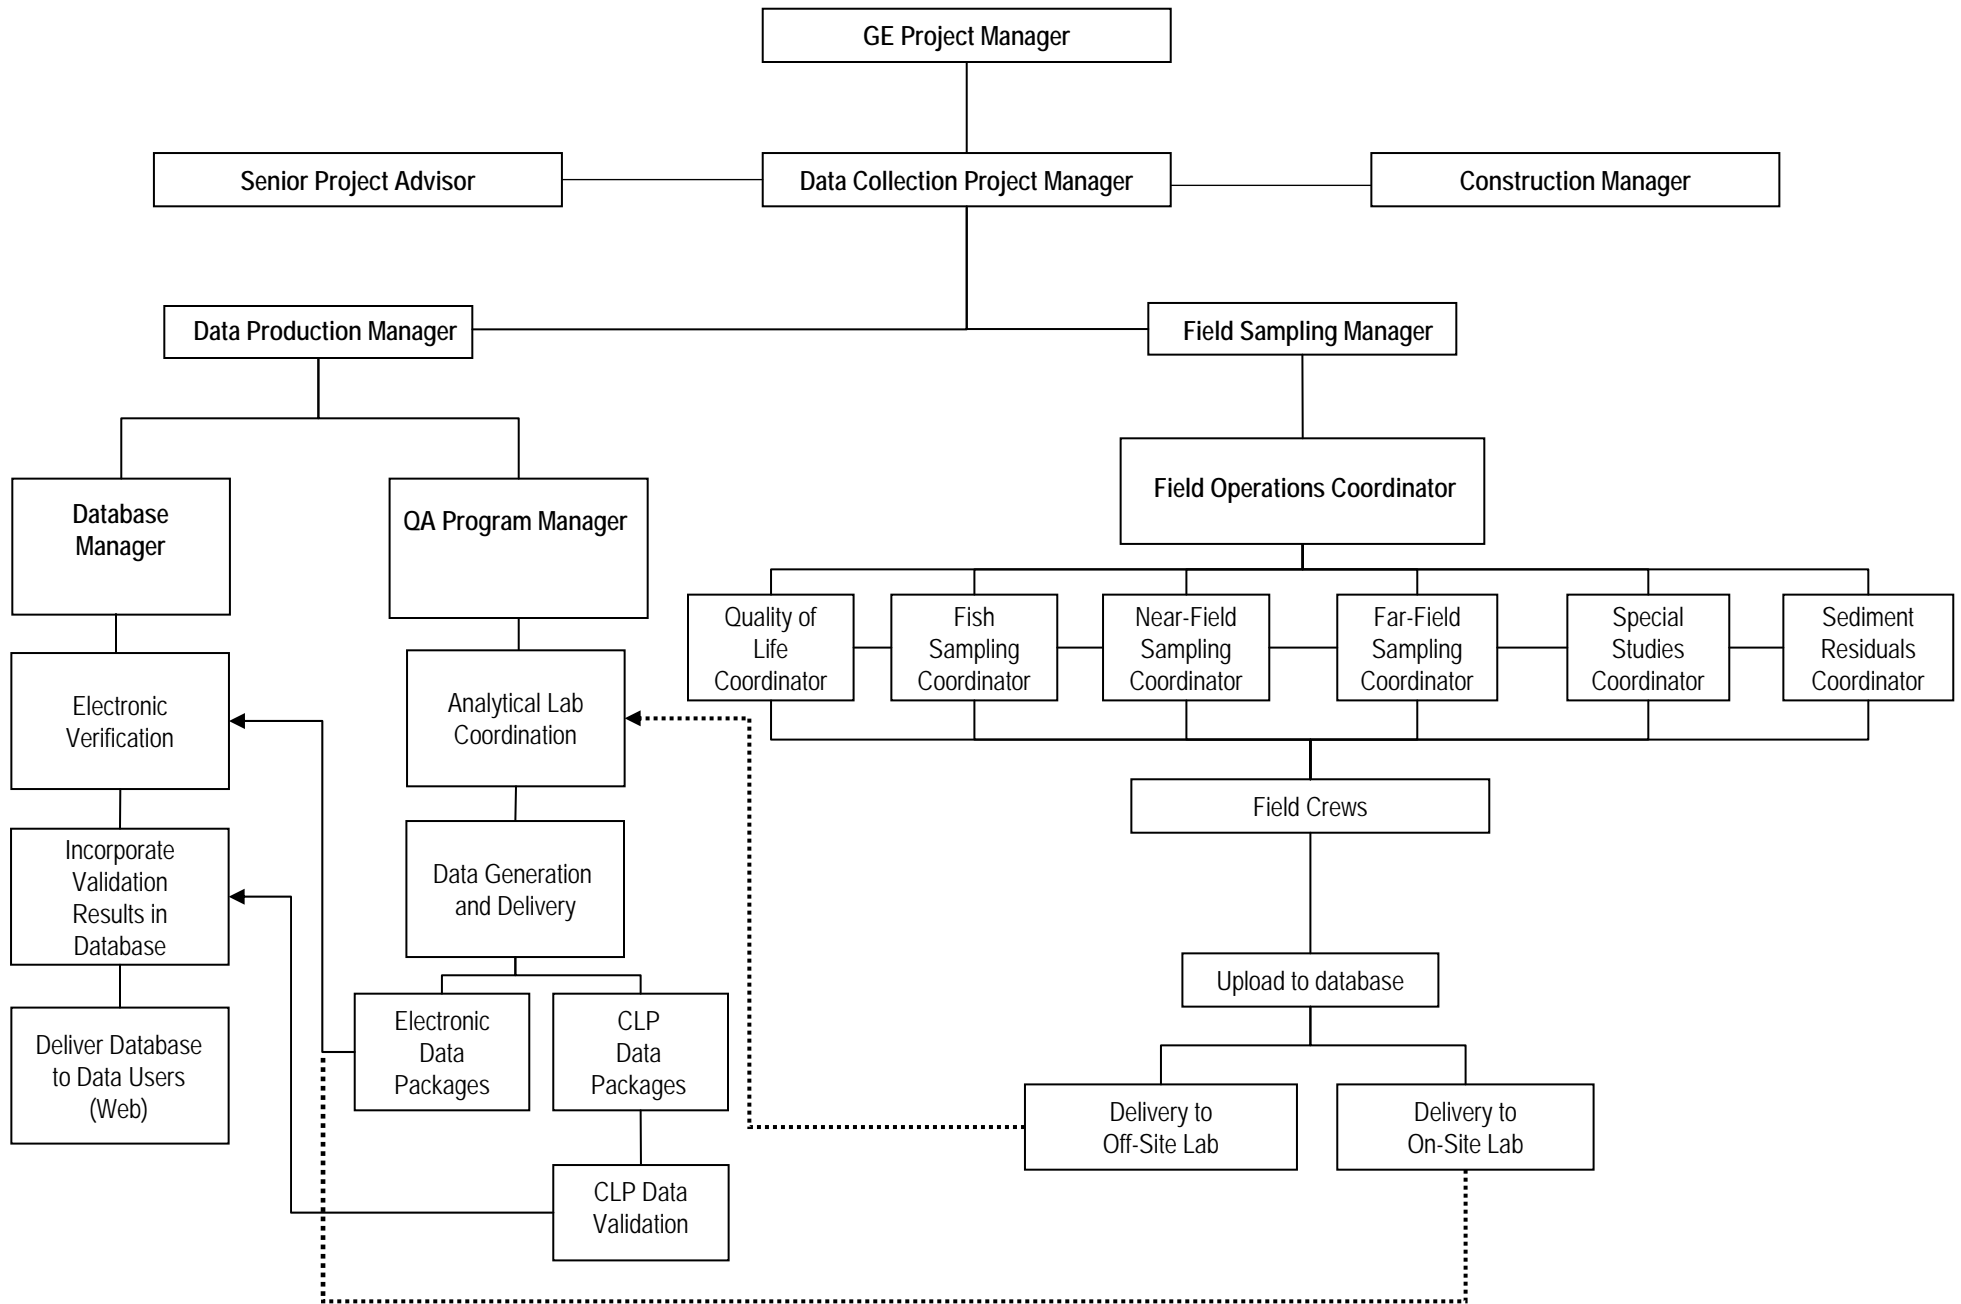 GE Project Manager
Senior Project Advisor
Data Collection Project Manager
Construction Manager
Data Production Manager
Field Sampling Manager
Database
Manager
QA Program Manager
Field Operations Coordinator
Quality of
Life
Coordinator
Fish
Sampling
Coordinator
Near-Field
Sampling
Coordinator
Far-Field
Sampling
Coordinator
Special
Studies
Coordinator
Sediment
Residuals
Coordinator
Electronic
Verification
Analytical Lab
Coordination
Field Crews
Incorporate
Validation
Results in
Database
Data Generation
and Delivery
Upload to database
Deliver Database
to Data Users
(Web)
Electronic
Data
Packages
CLP
Data
Packages
Delivery to
Off-Site Lab
Delivery to
On-Site Lab
CLP Data
Validation